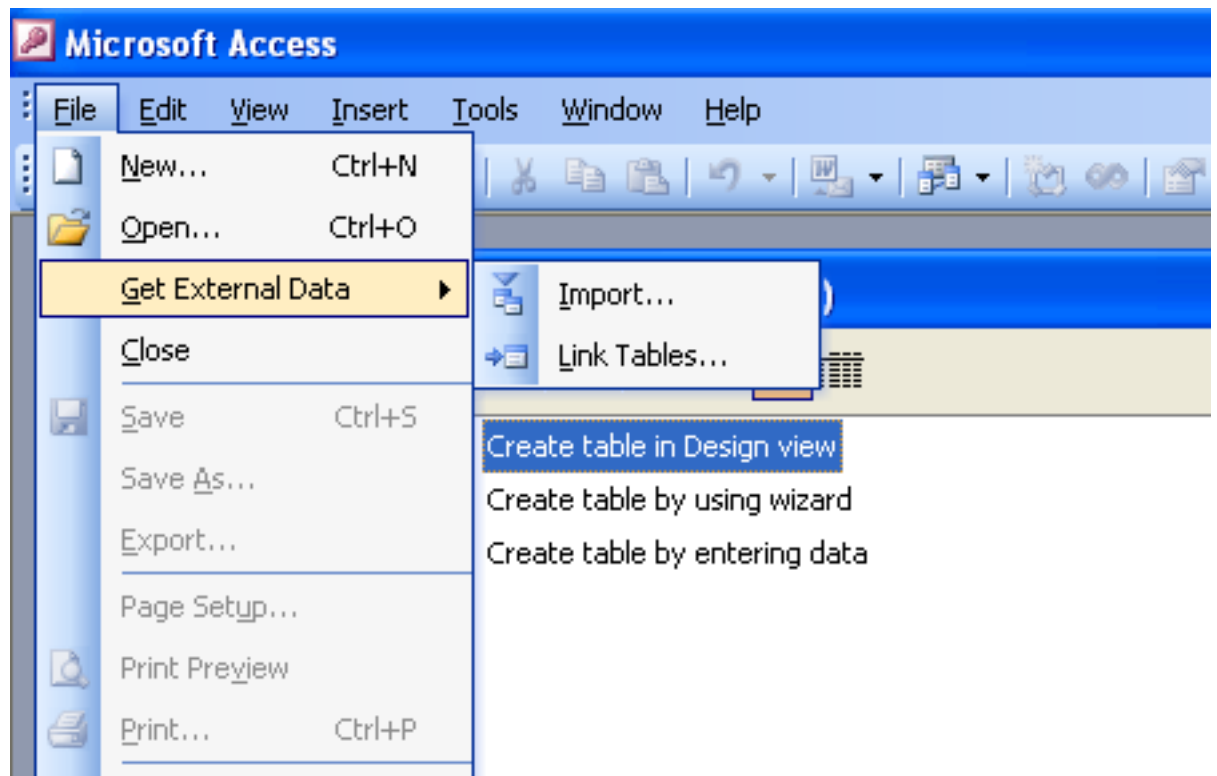 Microsoft Access
File Edit View Insert Tools Window Help
New... Ctrl+N
Open... Ctrl+O
Get External Data
Import...
)
Close
Link Tables...
Save Ctrl+S
Create table in Design view
Save As...
Create table by using wizard
Export...
Create table by entering data
Page Setup...
Print Preview
Print... Ctrl+P